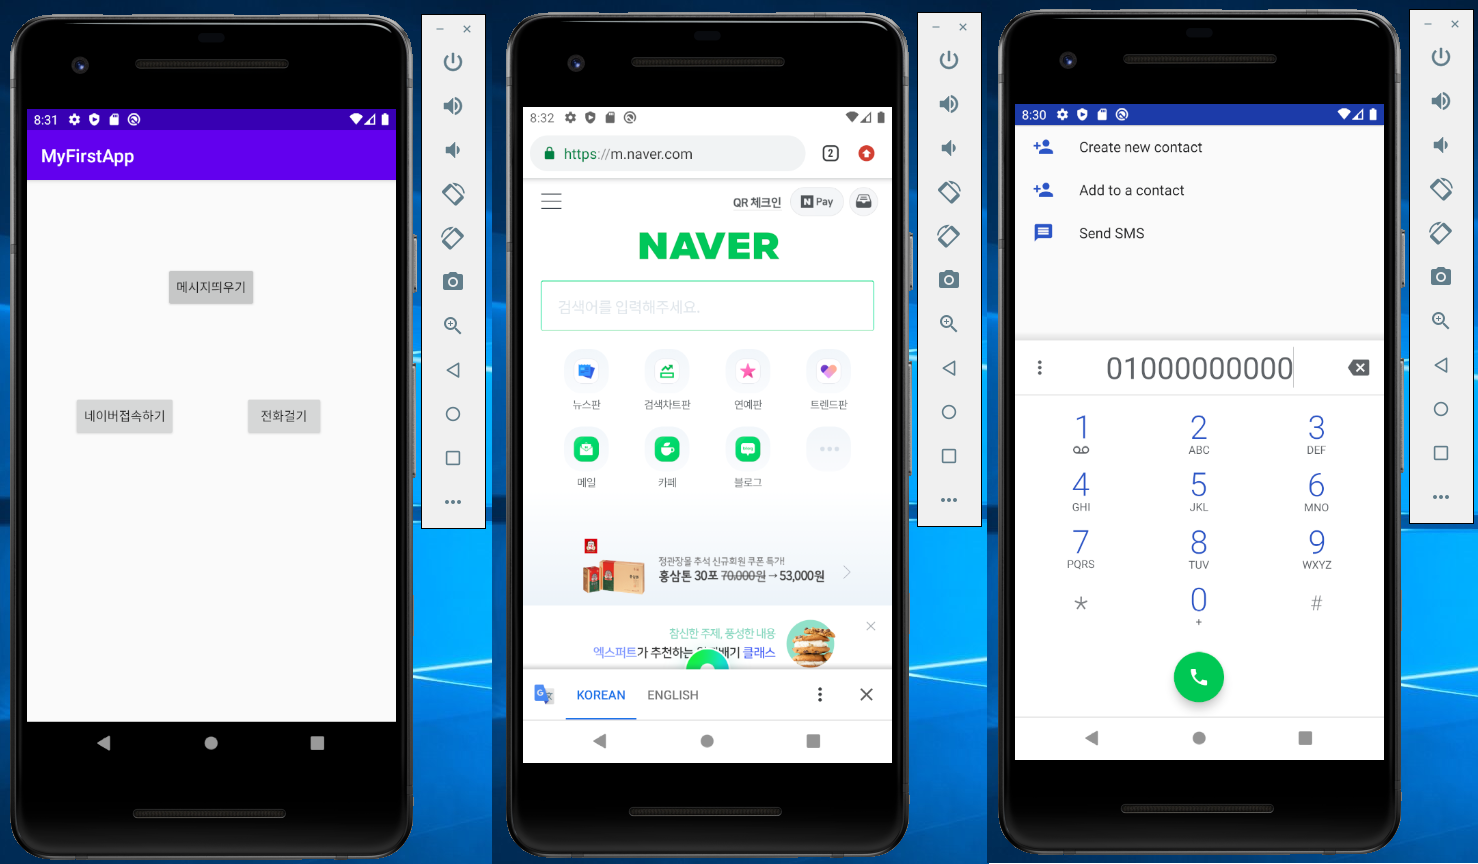 8:31
MyFirstApp
메시지띄우기
네이버접속하기
전화걸기
8:32
https://m.naver.com
2
QR 체크인
N Pay
NAVER
검색어를 입력해주세요.
뉴스판
검색차트판
연예판
트렌드판
메일
카페
blog
블로그
정관장몰 추석 신규회원 쿠폰 특가!
홍삼톤 30포 70,000원 → 53,000원
참신한 주제, 풍성한 내용
엑스퍼트가 추천하는 배기 클래스
G
KOREAN
ENGLISH
8:30
Create new contact
Add to a contact
Send SMS
01000000000
1
2
ABC
3
DEF
4
GHI
5
JKL
6
MNO
7
PQRS
8
TUV
9
WXYZ
*
0
+
#